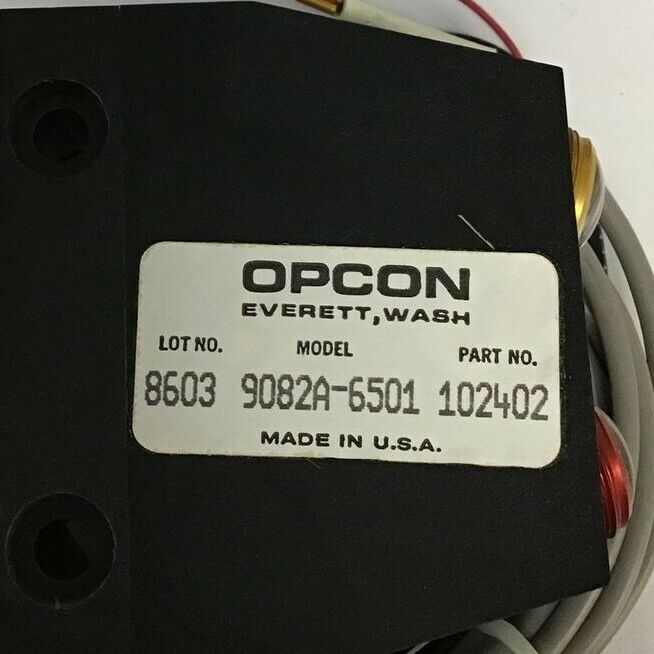 OPCON
EVERETT, WASH
LOT NO. MODEL PART NO.
8603 9082A-6501 102402
MADE IN U.S.A.